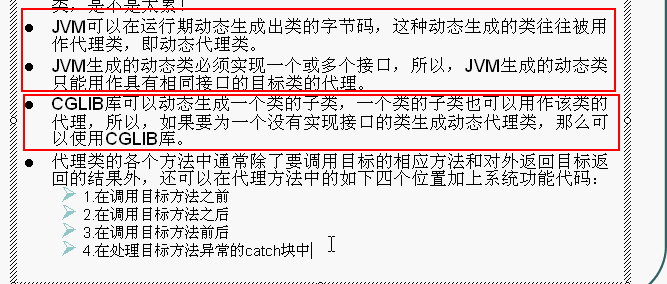 类，是不是太累！
JVM可以在运行期动态生成出类的字节码，这种动态生成的类往往被用
作代理类，即动态代理类。
JVM生成的动态类必须实现一个或多个接口，所以，JVM生成的动态类
只能用作具有相同接口的目标类的代理。
CGLIB库可以动态生成一个类的子类，一个类的子类也可以用作该类的
代理，所以，如果要为一个没有实现接口的类生成动态代理类，那么可
以使用CGLIB库。
代理类的各个方法中通常除了要调用目标的相应方法和对外返回目标返
回的结果外，还可以在代理方法中的如下四个位置加上系统功能代码：
1.在调用目标方法之前
2.在调用目标方法之后
3.在调用目标方法前后
4.在处理目标方法异常的catch块中